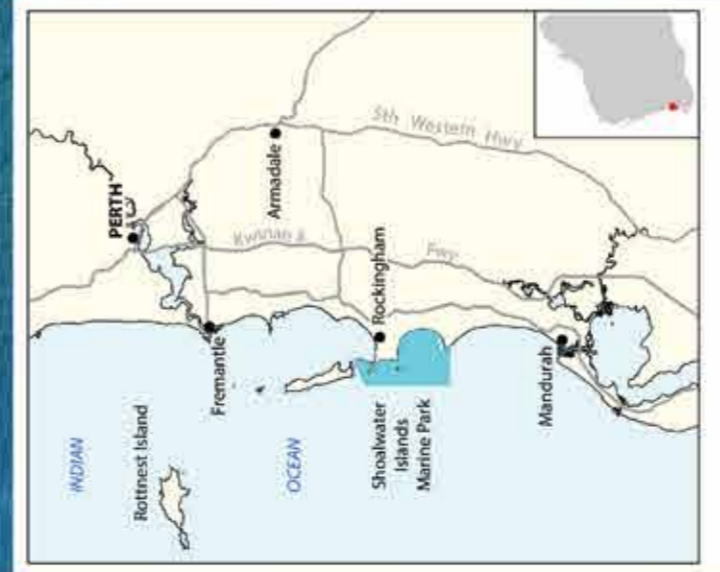 PERTH
Armadale
Sth Western Hwy
Kwinana
Fwy
Rockingham
Fremantle
Mandurah
Shoalwater
Islands
Marine Park
Rottnest Island
INDIAN
OCEAN